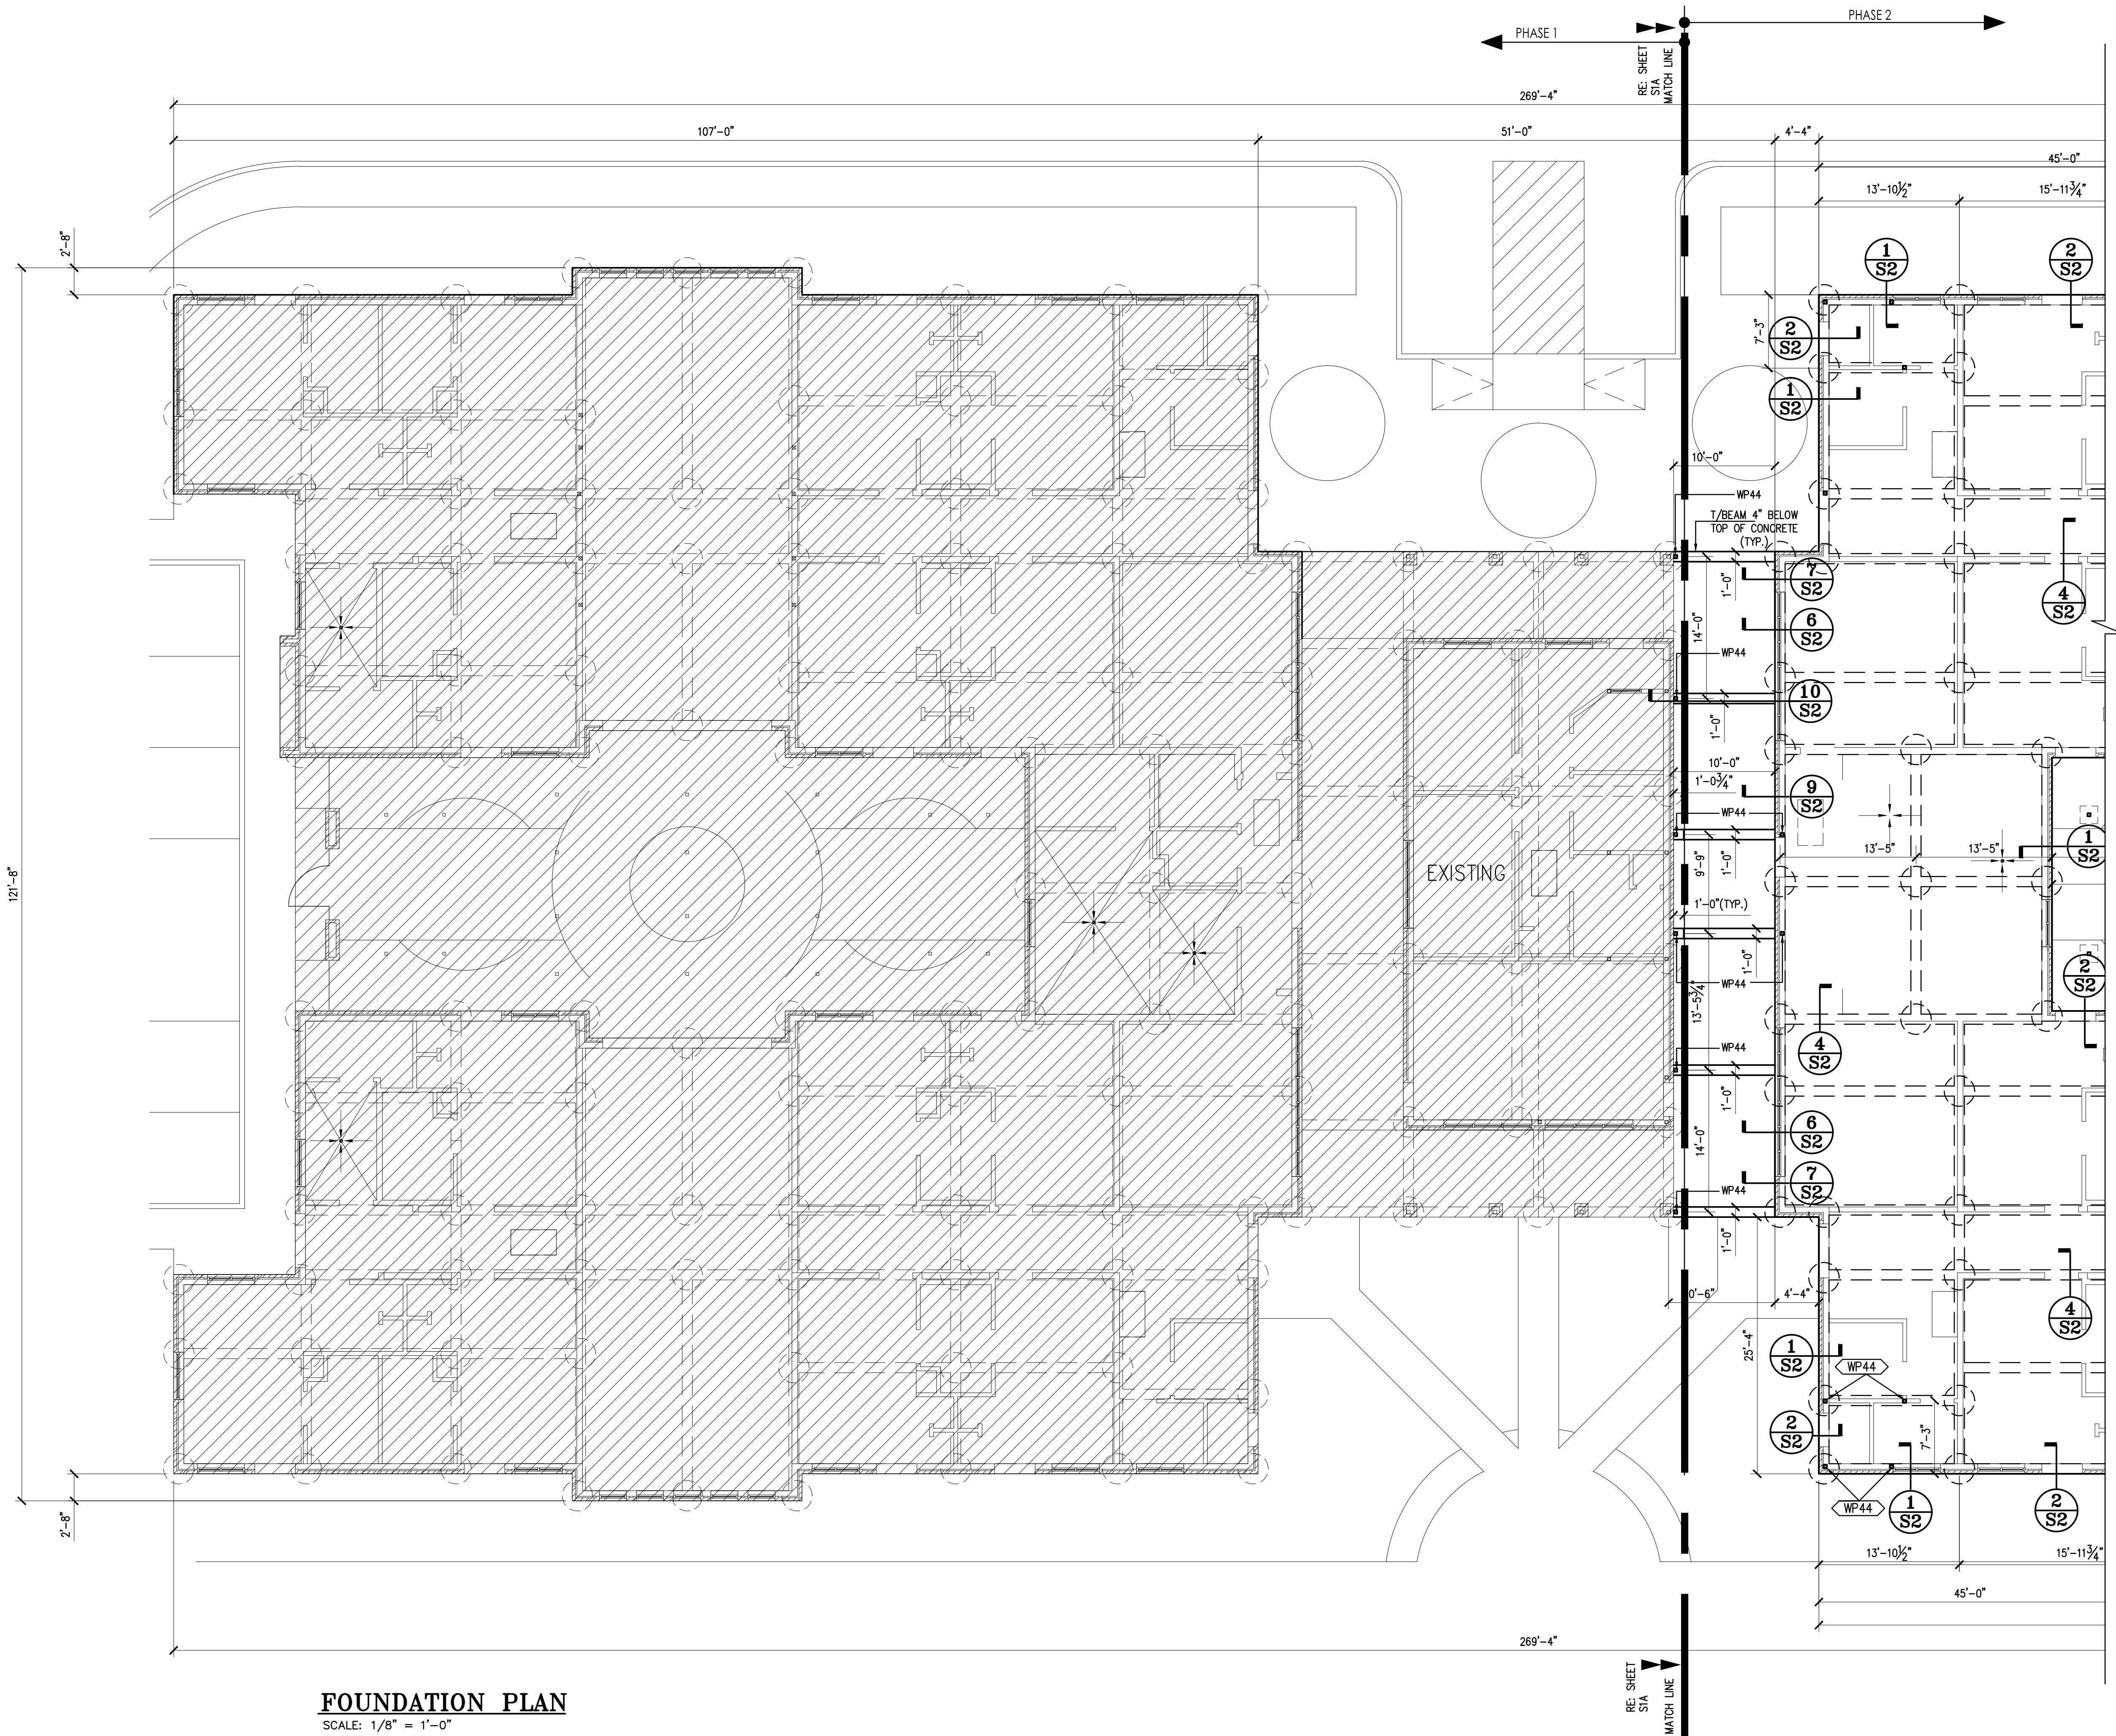 PHASE 2
PHASE 1
RE: SHEET
S1A
MATCH LINE
269'-4"
107'-0"
51'-0"
4'-4"
45'-0"
13'-10½"
15'-11¾"
2'-8"
1
S2
2
S2
7'-3"
2
S2
1
S2
10'-0"
WP44
T/BEAM 4" BELOW
TOP OF CONCRETE
(TYP.)
7
S2
1'-0"
4
S2
6
S2
14'-0"
WP44
10
S2
1'-0"
10'-0"
1'-0¾"
9
S2
WP44
13'-5"
13'-5"
1
S2
9'-9"
1'-0"
EXISTING
121'-8"
1'-0"(TYP.)
1'-0"
2
S2
WP44
13'-5¾"
WP44
4
S2
1'-0"
6
S2
14'-0"
7
S2
WP44
1'-0"
0'-6"
4'-4"
4
S2
25'-4"
1
S2
WP44
2
S2
7'-3"
2'-8"
WP44
1
S2
2
S2
13'-10½"
15'-11¾"
45'-0"
269'-4"
RE: SHEET
S1A
MATCH LINE
FOUNDATION PLAN
SCALE: 1/8" = 1'-0"